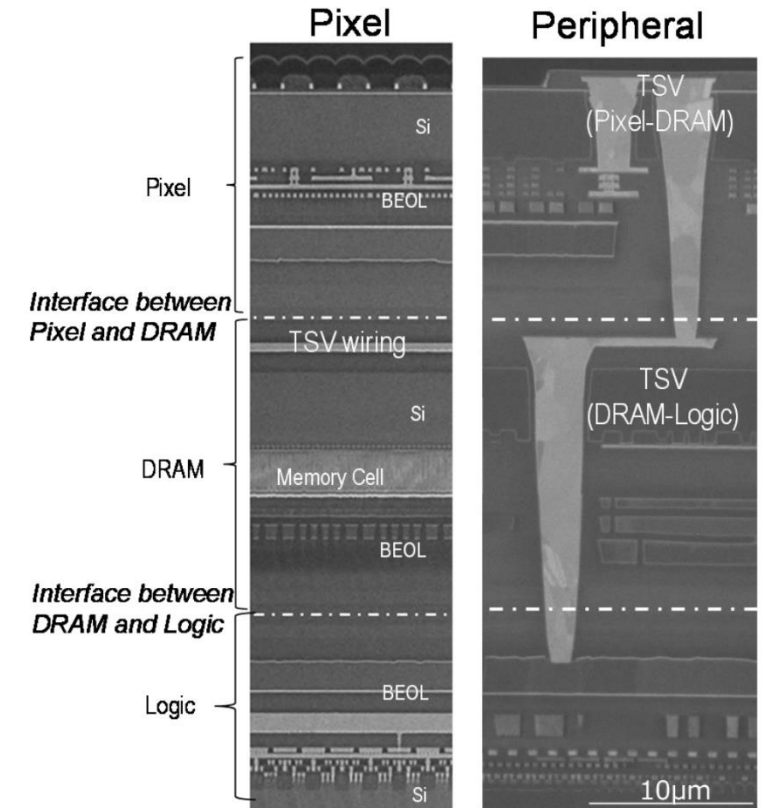 Pixel
Peripheral
TSV
(Pixel-DRAM)
Si
Pixel
BEOL
Interface between
Pixel and DRAM
TSV wiring
TSV
(DRAM-Logic)
Si
DRAM
Memory Cell
BEOL
Interface between
DRAM and Logic
BEOL
Logic
Si
10µm